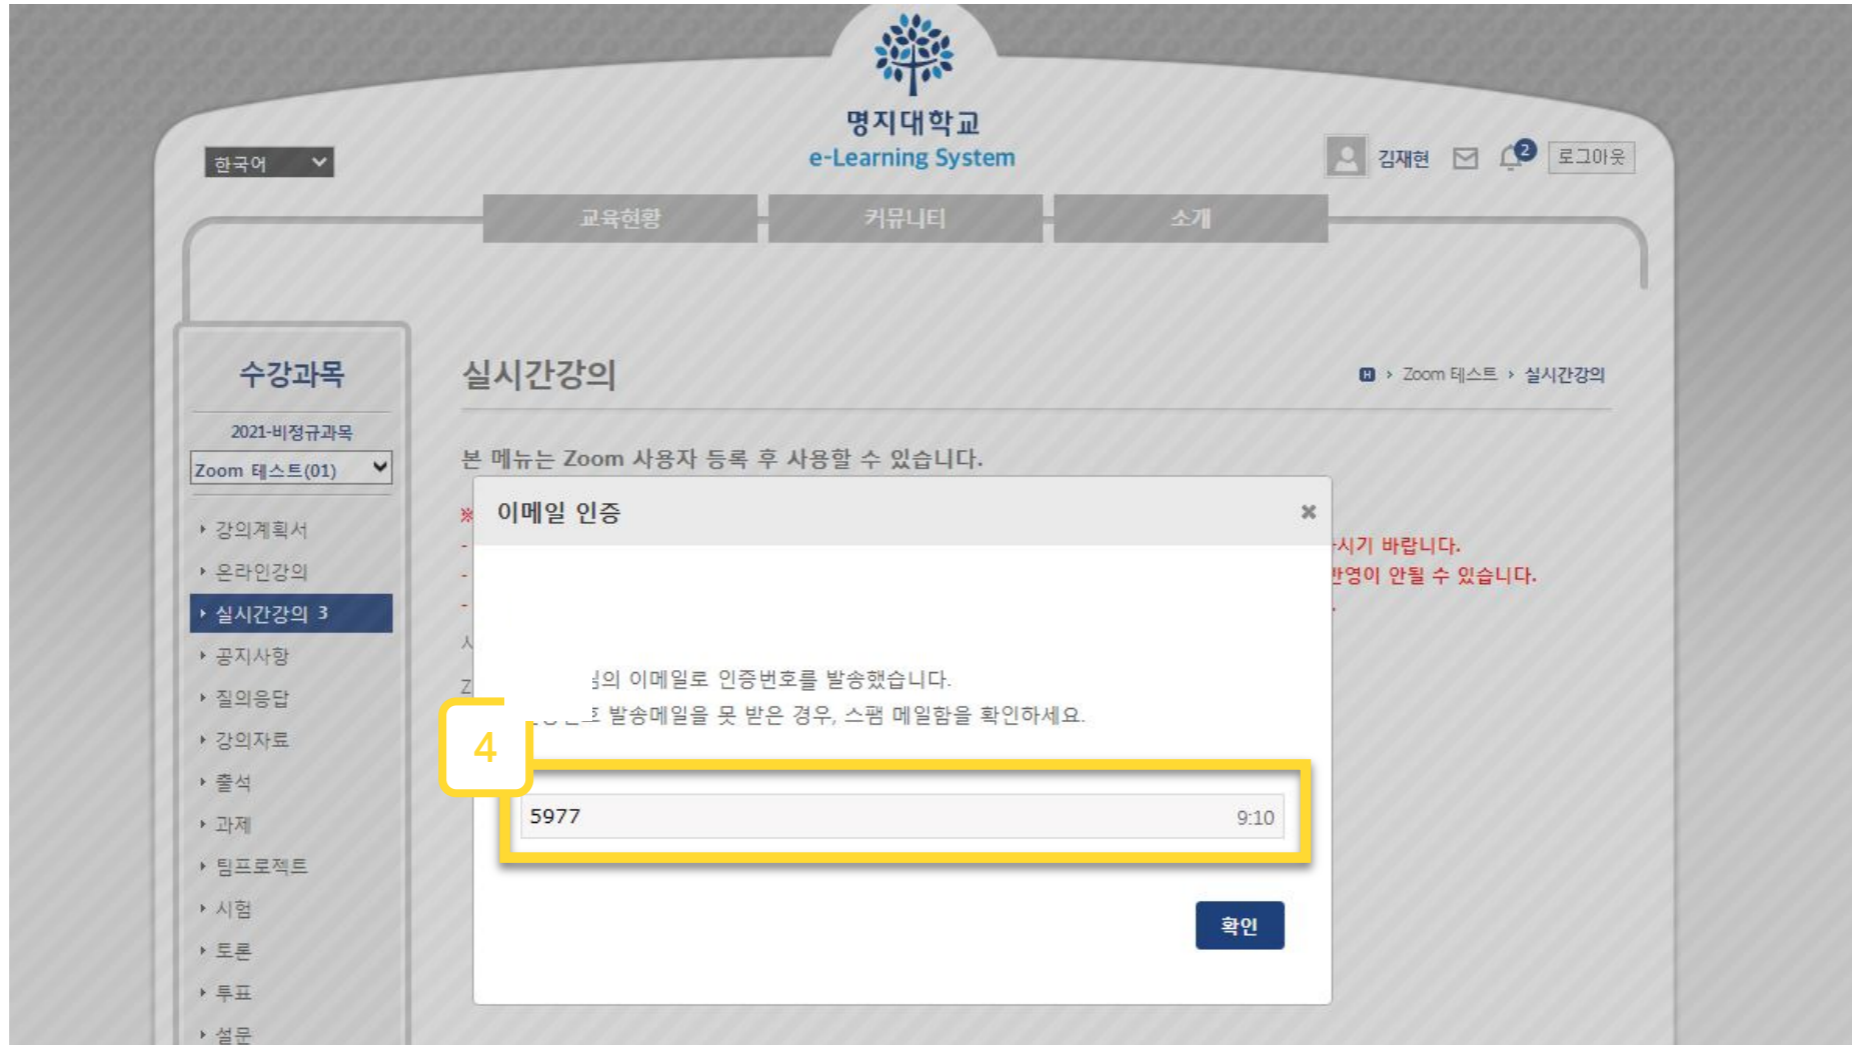 명지대학교
e-Learning System
한국어
김재현
2
로그아웃
교육현황
커뮤니티
소개
수강과목
2021-비정규과목
Zoom 테스트(01)
강의계획서
온라인강의
실시간강의 3
공지사항
질의응답
강의자료
출석
과제
팀프로젝트
시험
토론
투표
설문
실시간강의
H > Zoom 테스트 > 실시간강의
본 메뉴는 Zoom 사용자 등록 후 사용할 수 있습니다.
※
바랍니다.
안될 수 있습니다.
이메일 인증
×
이메일로 인증번호를 발송했습니다.
발송메일을 못 받은 경우, 스팸 메일함을 확인하세요.
4
5977
9:10
확인